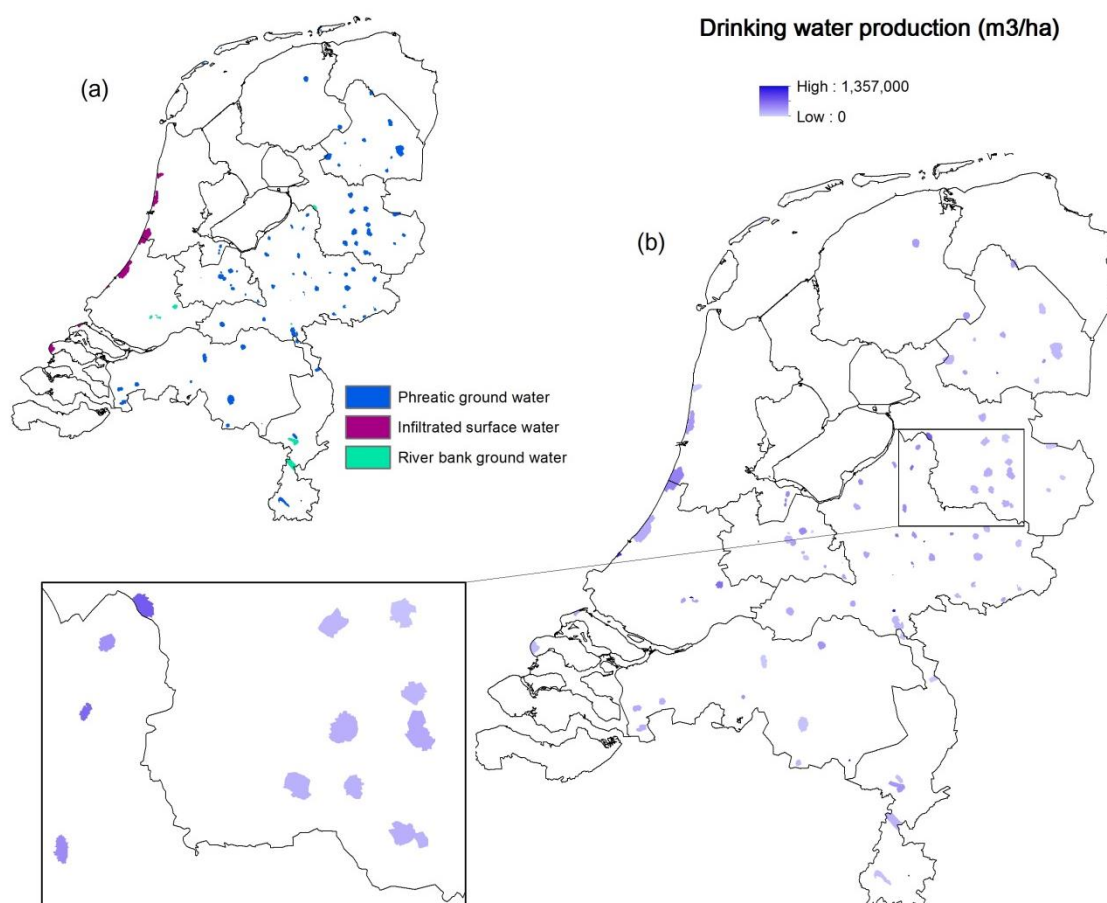 Drinking water production (m3/ha)
High : 1,357,000
Low : 0
(a)
(b)
Phreatic ground water
Infiltrated surface water
River bank ground water